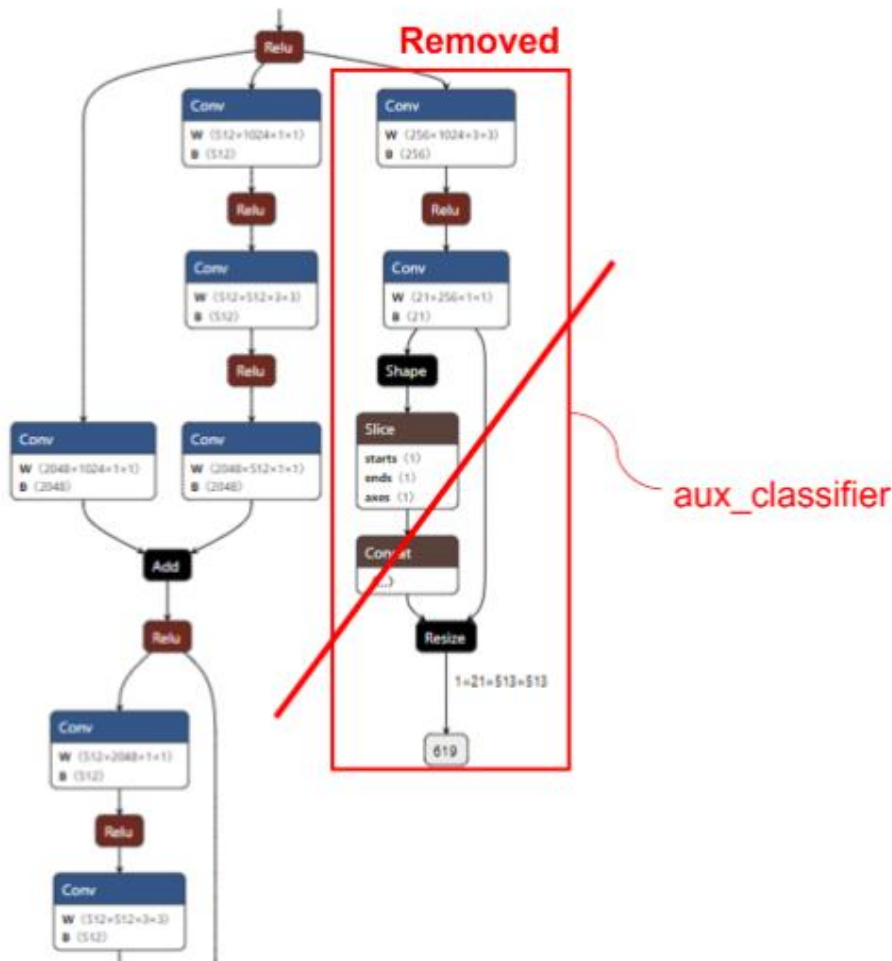 Removed
Relu
Conv
W (512×1024×1×1)
B (512)
Relu
Conv
W (512×512×3×3)
B (512)
Relu
Conv
W (2048×1024×1×1)
B (2048)
Conv
W (2048×512×1×1)
B (2048)
Add
Relu
Conv
W (512×2048×1×1)
B (512)
Relu
Conv
W (512×512×3×3)
B (512)
Conv
W (256×1024×3×3)
B (256)
Relu
Conv
W (21×256×1×1)
B (21)
Shape
Slice
starts (1)
ends (1)
axes (1)
Concat
(...)
Resize
1×21×513×513
619
aux_classifier